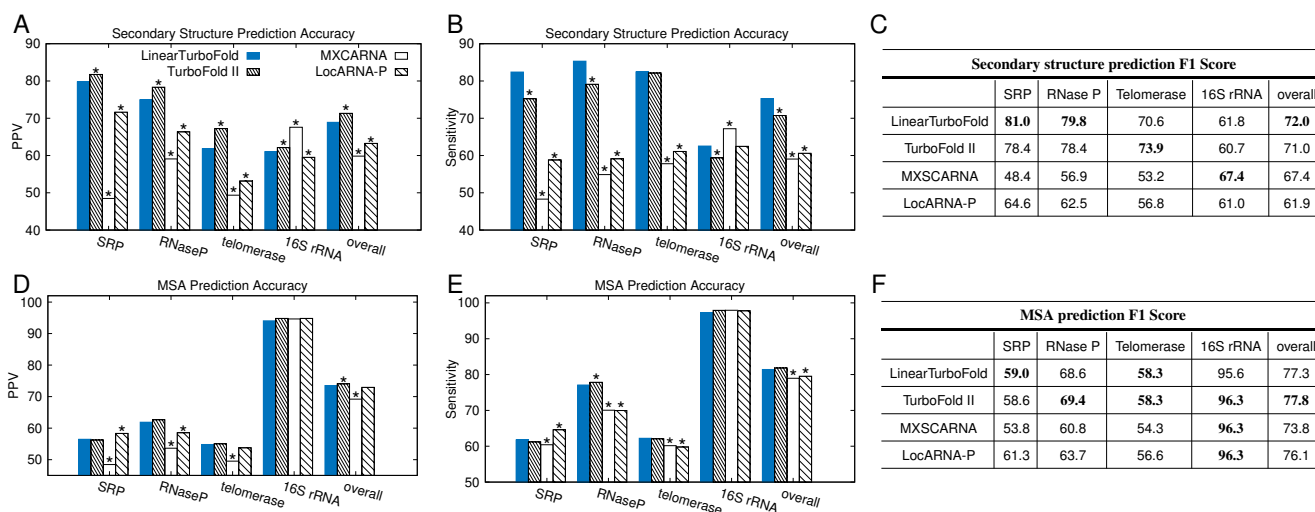 A
Secondary Structure Prediction Accuracy
PPV
90
80
70
60
50
40
LinearTurboFold
TurboFold II
MXCARNA
LocARNA-P
* * * * * * * * * * * * * * *
SRP
RNaseP
telomerase
16S rRNA
overall
B
Secondary Structure Prediction Accuracy
Sensitivity
90
80
70
60
50
40
* * * * * * * * * * * * *
SRP
RNaseP
telomerase
16S rRNA
overall
C
Secondary structure prediction F1 Score
SRP RNase P Telomerase 16S rRNA overall
LinearTurboFold 81.0 79.8 70.6 61.8 72.0
TurboFold II 78.4 78.4 73.9 60.7 71.0
MXSCARNA 48.4 56.9 53.2 67.4 67.4
LocARNA-P 64.6 62.5 56.8 61.0 61.9
D
MSA Prediction Accuracy
PPV
100
90
80
70
60
50
* * * * * * *
SRP
RNaseP
telomerase
16S rRNA
overall
E
MSA Prediction Accuracy
Sensitivity
100
90
80
70
60
50
* * * * * * * * *
SRP
RNaseP
telomerase
16S rRNA
overall
F
MSA prediction F1 Score
SRP RNase P Telomerase 16S rRNA overall
LinearTurboFold 59.0 68.6 58.3 95.6 77.3
TurboFold II 58.6 69.4 58.3 96.3 77.8
MXSCARNA 53.8 60.8 54.3 96.3 73.8
LocARNA-P 61.3 63.7 56.6 96.3 76.1